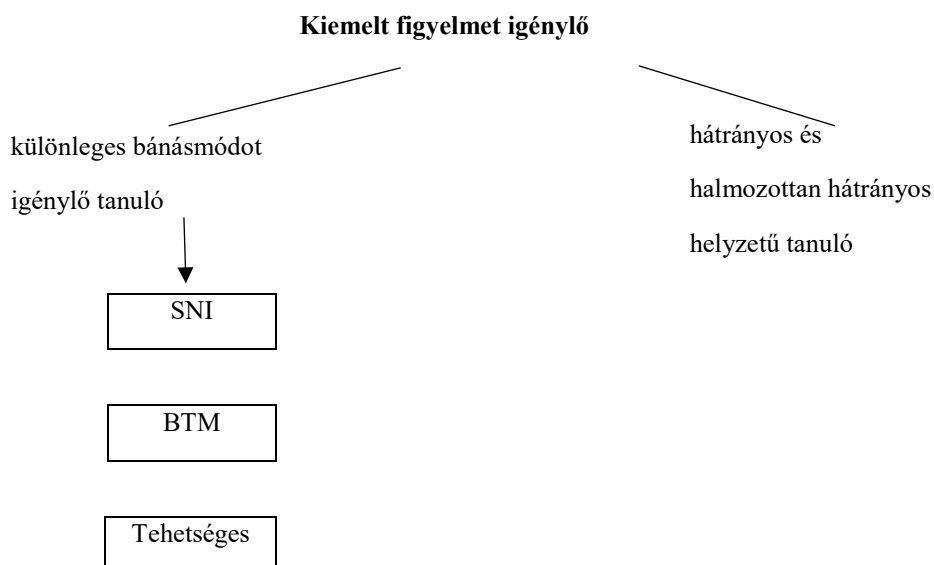 Kiemelt figyelmet igénylő
különleges bánásmódot
igénylő tanuló
hátrányos és
halmozottan hátrányos
helyzetű tanuló
SNI
BTM
Tehetséges